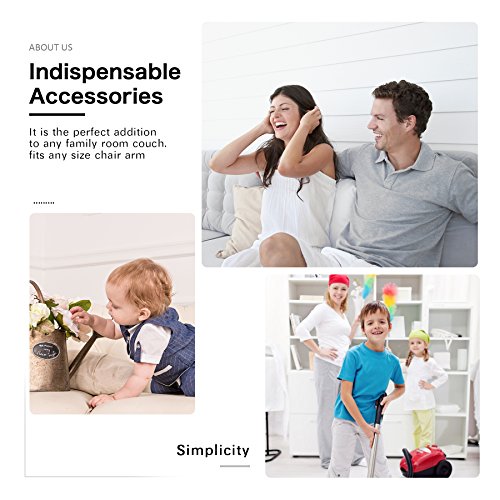 ABOUT US
Indispensable
Accessories
It is the perfect addition
to any family room couch.
fits any size chair arm
Simplicity